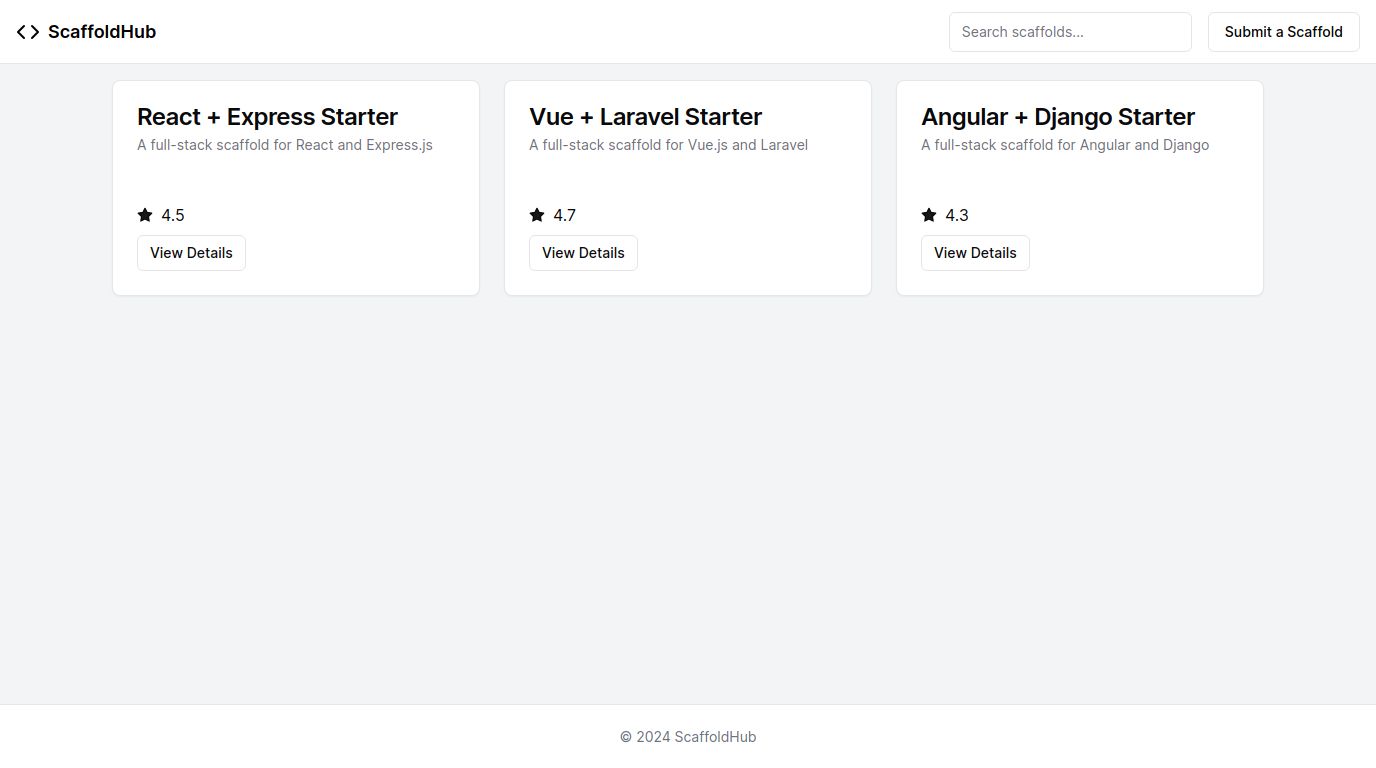 ScaffoldHub
Search scaffolds...
Submit a Scaffold
React + Express Starter
A full-stack scaffold for React and Express.js
4.5
View Details
Vue + Laravel Starter
A full-stack scaffold for Vue.js and Laravel
4.7
View Details
Angular + Django Starter
A full-stack scaffold for Angular and Django
4.3
View Details
© 2024 ScaffoldHub